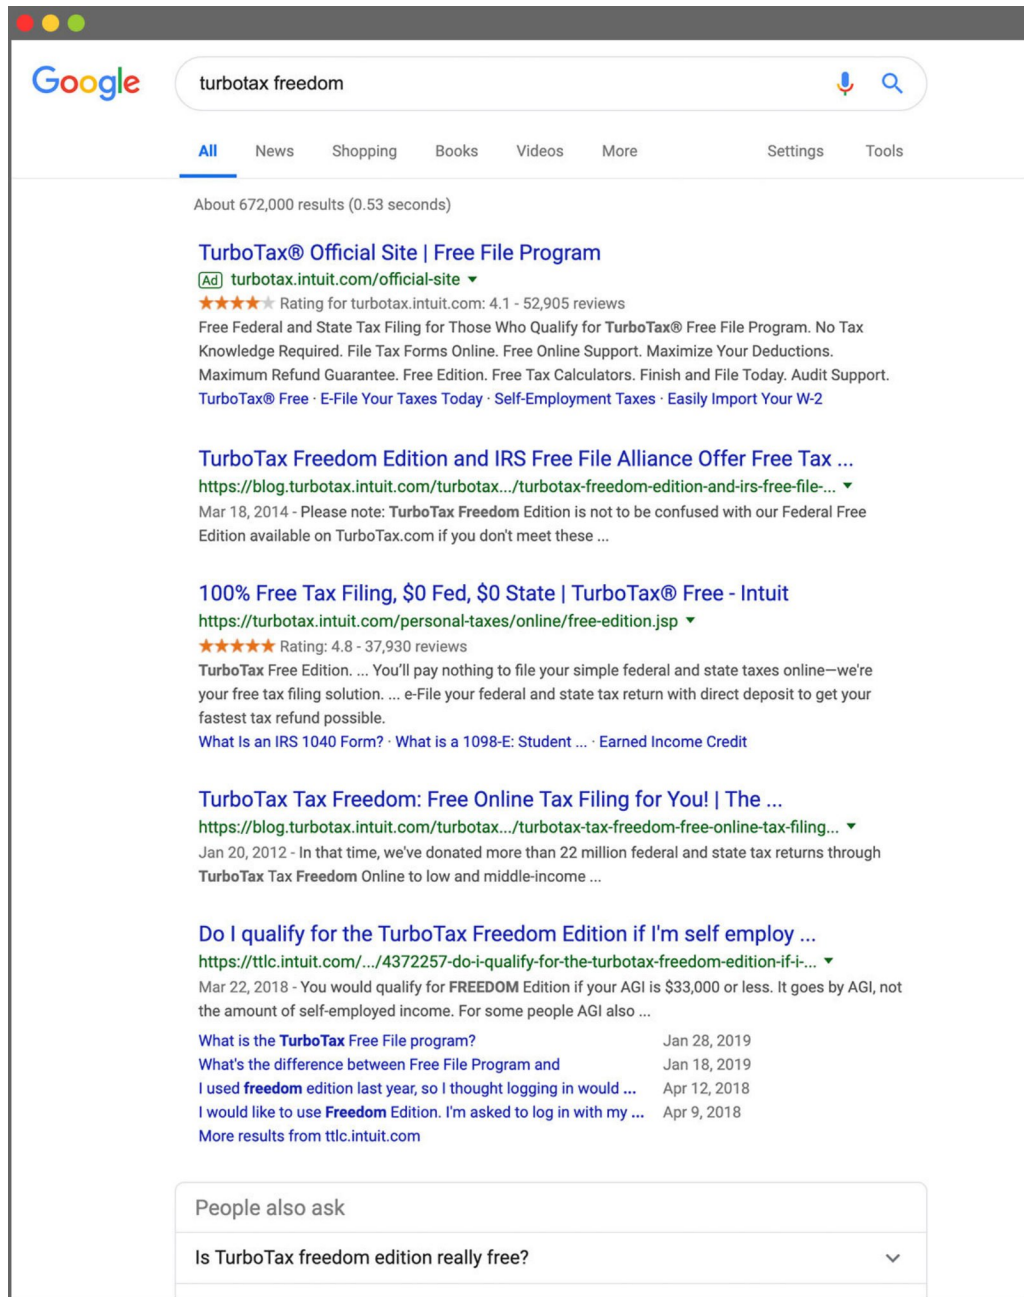 Google
turbotax freedom
All News Shopping Books Videos More Settings Tools
About 672,000 results (0.53 seconds)
TurboTax® Official Site | Free File Program
Ad turbotax.intuit.com/official-site
Rating for turbotax.intuit.com: 4.1 - 52,905 reviews
Free Federal and State Tax Filing for Those Who Qualify for TurboTax® Free File Program. No Tax
Knowledge Required. File Tax Forms Online. Free Online Support. Maximize Your Deductions.
Maximum Refund Guarantee. Free Edition. Free Tax Calculators. Finish and File Today. Audit Support.
TurboTax® Free · E-File Your Taxes Today · Self-Employment Taxes · Easily Import Your W-2
TurboTax Freedom Edition and IRS Free File Alliance Offer Free Tax ...
https://blog.turbotax.intuit.com/turbotax.../turbotax-freedom-edition-and-irs-free-file-...
Mar 18, 2014 - Please note: TurboTax Freedom Edition is not to be confused with our Federal Free
Edition available on TurboTax.com if you don't meet these ...
100% Free Tax Filing, $0 Fed, $0 State | TurboTax® Free - Intuit
https://turbotax.intuit.com/personal-taxes/online/free-edition.jsp
Rating: 4.8 - 37,930 reviews
TurboTax Free Edition. ... You'll pay nothing to file your simple federal and state taxes online—we're
your free tax filing solution. ... e-File your federal and state tax return with direct deposit to get your
fastest tax refund possible.
What Is an IRS 1040 Form? · What is a 1098-E: Student ... · Earned Income Credit
TurboTax Tax Freedom: Free Online Tax Filing for You! | The ...
https://blog.turbotax.intuit.com/turbotax.../turbotax-tax-freedom-free-online-tax-filing...
Jan 20, 2012 - In that time, we've donated more than 22 million federal and state tax returns through
TurboTax Tax Freedom Online to low and middle-income ...
Do I qualify for the TurboTax Freedom Edition if I'm self employ ...
https://ttlc.intuit.com/.../4372257-do-i-qualify-for-the-turbotax-freedom-edition-if-i-...
Mar 22, 2018 - You would qualify for FREEDOM Edition if your AGI is $33,000 or less. It goes by AGI, not
the amount of self-employed income. For some people AGI also ...
What is the TurboTax Free File program? Jan 28, 2019
What's the difference between Free File Program and Jan 18, 2019
I used freedom edition last year, so I thought logging in would ... Apr 12, 2018
I would like to use Freedom Edition. I'm asked to log in with my ... Apr 9, 2018
More results from ttlc.intuit.com
People also ask
Is TurboTax freedom edition really free?